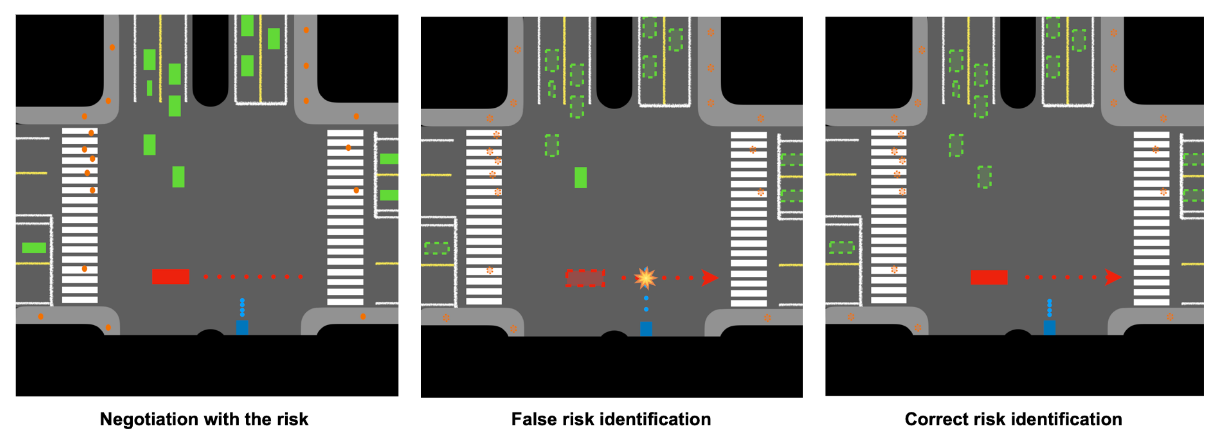 Negotiation with the risk
False risk identification
Correct risk identification